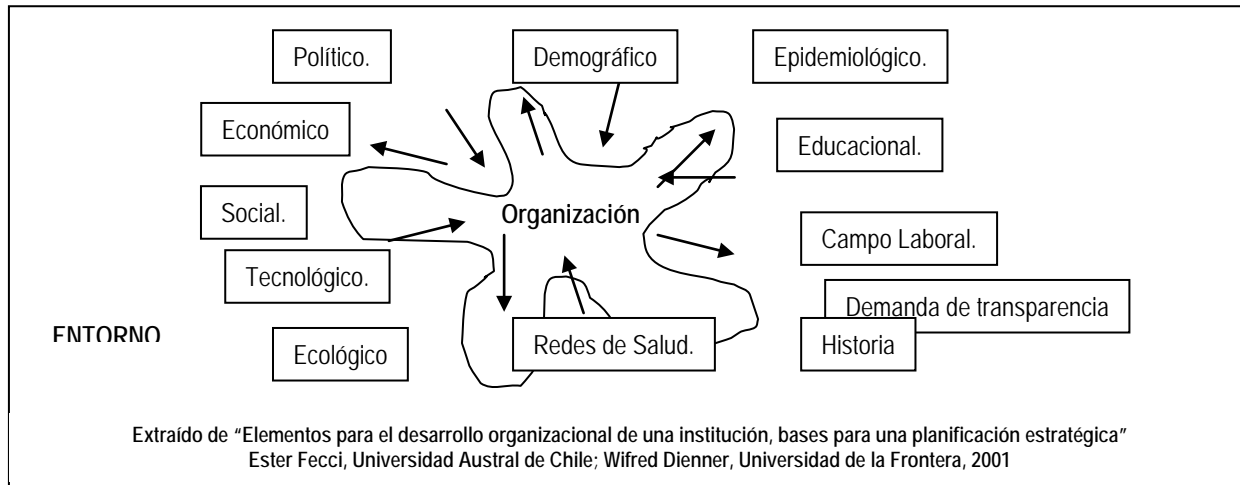 Político.
Demográfico
Epidemiológico.
Económico
Educacional.
Social.
Organización
Campo Laboral.
Tecnológico.
Demanda de transparencia
ENTORNO
Ecológico
Redes de Salud.
Historia
Extraído de “Elementos para el desarrollo organizacional de una institución, bases para una planificación estratégica”
Ester Fecci, Universidad Austral de Chile; Wifred Dienner, Universidad de la Frontera, 2001